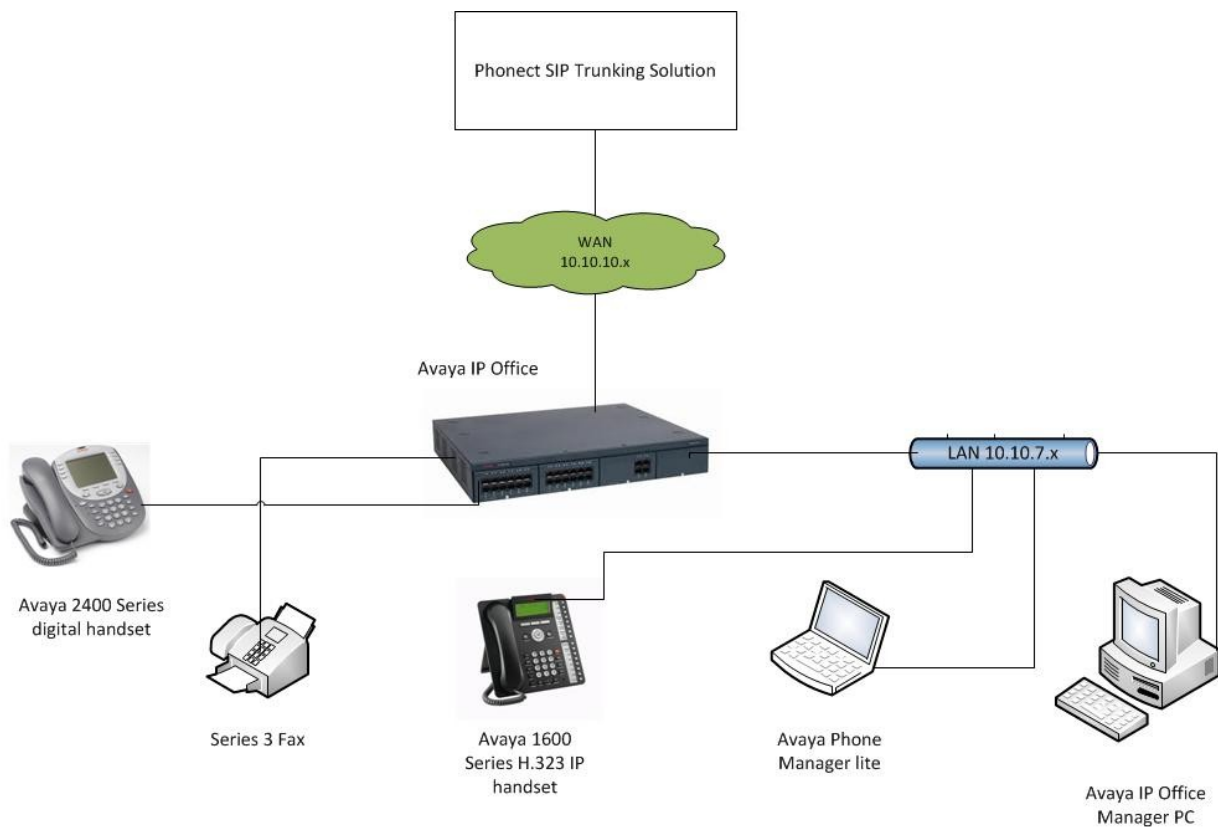 Phonect SIP Trunking Solution
WAN
10.10.10.x
Avaya IP Office
LAN 10.10.7.x
Avaya 2400 Series
digital handset
Series 3 Fax
Avaya 1600
Series H.323 IP
handset
Avaya Phone
Manager lite
Avaya IP Office
Manager PC